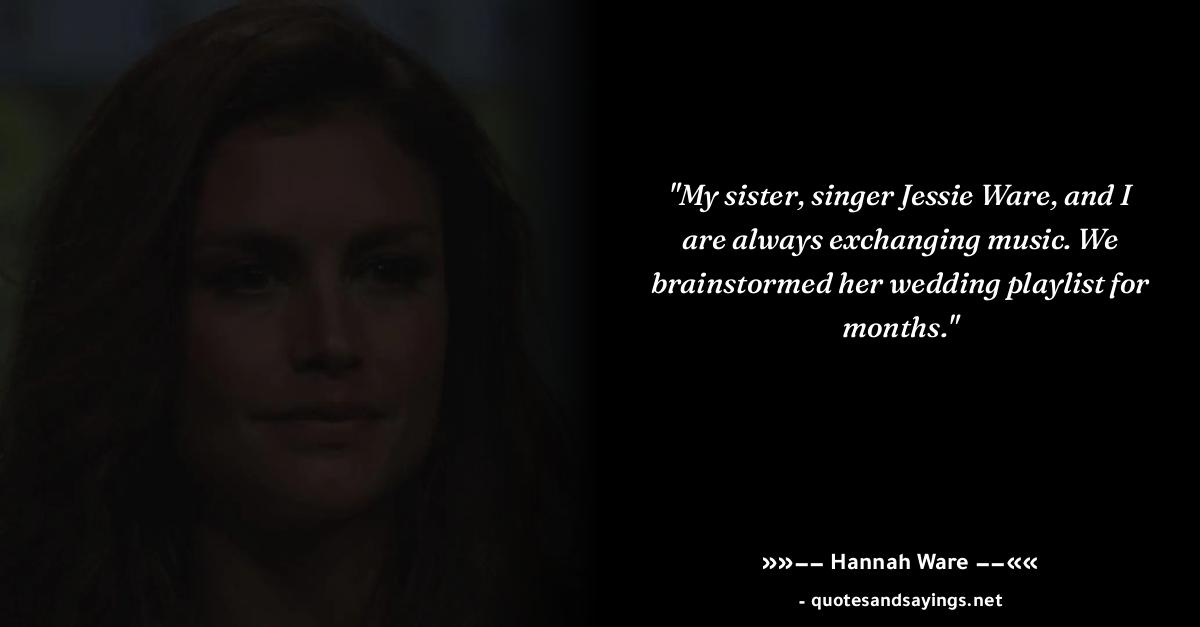 "My sister, singer Jessie Ware, and I
are always exchanging music. We
brainstormed her wedding playlist for
months."
»»–– Hannah Ware ––««
- quotesandsayings.net